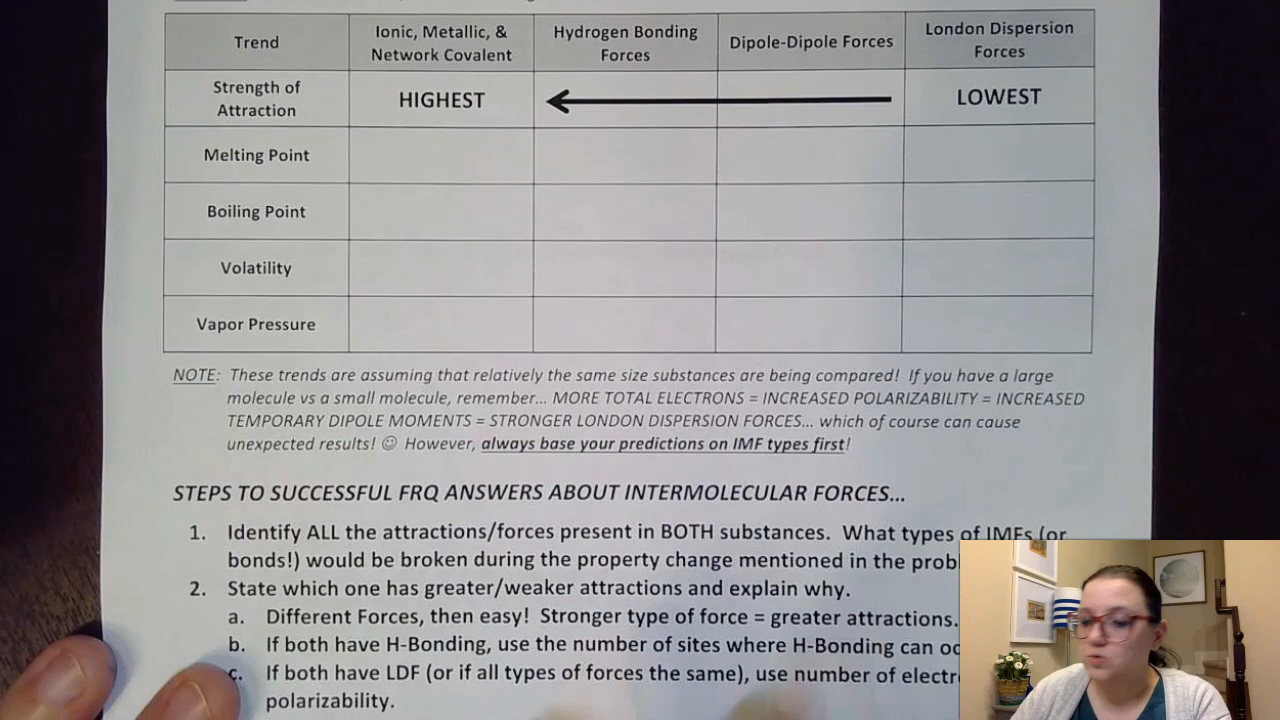 Trend
Ionic, Metallic, &
Network Covalent
Hydrogen Bonding
Forces
Dipole-Dipole Forces
London Dispersion
Forces
Strength of
Attraction
HIGHEST
LOWEST
Melting Point
Boiling Point
Volatility
Vapor Pressure
NOTE: These trends are assuming that relatively the same size substances are being compared! If you have a large
molecule vs a small molecule, remember... MORE TOTAL ELECTRONS = INCREASED POLARIZABILITY = INCREASED
TEMPORARY DIPOLE MOMENTS = STRONGER LONDON DISPERSION FORCES... which of course can cause
unexpected results! ☺ However, always base your predictions on IMF types first!
STEPS TO SUCCESSFUL FRQ ANSWERS ABOUT INTERMOLECULAR FORCES...
1. Identify ALL the attractions/forces present in BOTH substances. What types of IMFs (or
bonds!) would be broken during the property change mentioned in the
2. State which one has greater/weaker attractions and explain why.
a. Different Forces, then easy! Stronger type of force = greater attractions.
b. If both have H-Bonding, use the number of sites where H-Bonding can
c. If both have LDF (or if all types of forces the same), use number of
polarizability.